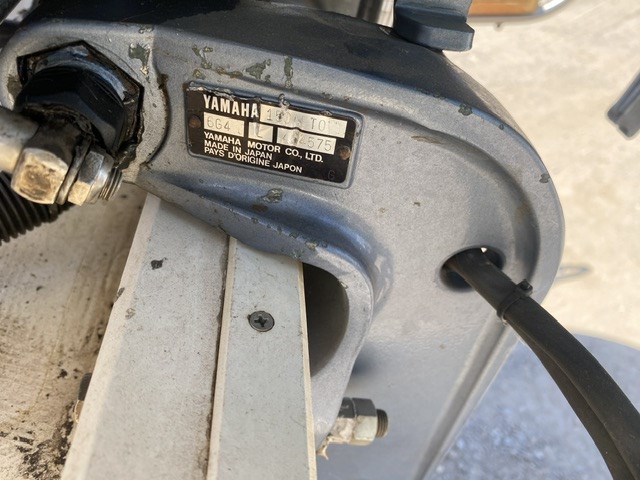 YAMAHA
6G4 L
YAMAHA MOTOR CO., LTD.
MADE IN JAPAN
PAYS D'ORIGINE JAPON